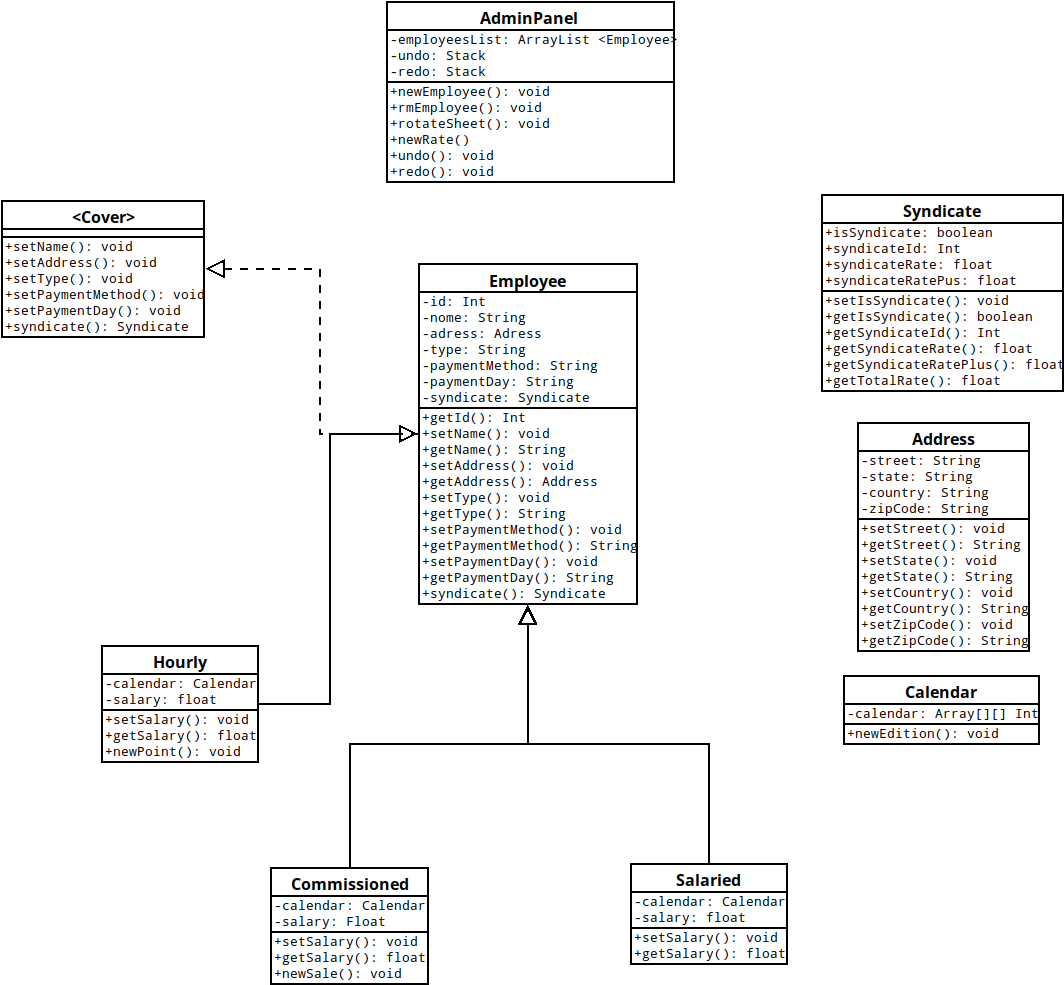 AdminPanel
-employeesList: ArrayList <Employee>
-undo: Stack
-redo: Stack
+newEmployee(): void
+rmEmployee(): void
+rotateSheet(): void
+newRate()
+undo(): void
+redo(): void
<Cover>
+setName(): void
+setAddress(): void
+setType(): void
+setPaymentMethod(): void
+setPaymentDay(): void
+syndicate(): Syndicate
Syndicate
+isSyndicate: boolean
+syndicateId: Int
+syndicateRate: float
+syndicateRatePus: float
+setIsSyndicate(): void
+getIsSyndicate(): boolean
+getSyndicateId(): Int
+getSyndicateRate(): float
+getSyndicateRatePlus(): float
+getTotalRate(): float
Employee
-id: Int
-nome: String
-adress: Adress
-type: String
-paymentMethod: String
-paymentDay: String
-syndicate: Syndicate
+getId(): Int
+setName(): void
+getName(): String
+setAddress(): void
+getAddress(): Address
+setType(): void
+getType(): String
+setPaymentMethod(): void
+getPaymentMethod(): String
+setPaymentDay(): void
+getPaymentDay(): String
+syndicate(): Syndicate
Address
-street: String
-state: String
-country: String
-zipCode: String
+setStreet(): void
+getStreet(): String
+setState(): void
+getState(): String
+setCountry(): void
+getCountry(): String
+setZipCode(): void
+getZipCode(): String
Hourly
-calendar: Calendar
-salary: float
+setSalary(): void
+getSalary(): float
+newPoint(): void
Calendar
-calendar: Array[][] Int
+newEdition(): void
Commissioned
-calendar: Calendar
-salary: Float
+setSalary(): void
+getSalary(): float
+newSale(): void
Salaried
-calendar: Calendar
-salary: float
+setSalary(): void
+getSalary(): float